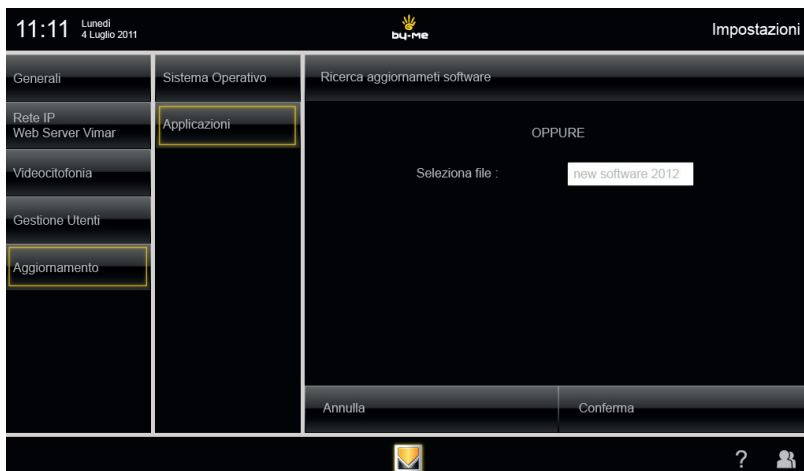 11:11 Lunedì
4 Luglio 2011
by-me
Impostazioni
Generali
Rete IP
Web Server Vimar
Videocitofonia
Gestione Utenti
Aggiornamento
Sistema Operativo
Applicazioni
Ricerca aggiornameti software
OPPURE
Seleziona file :
new software 2012
Annulla
Conferma
?